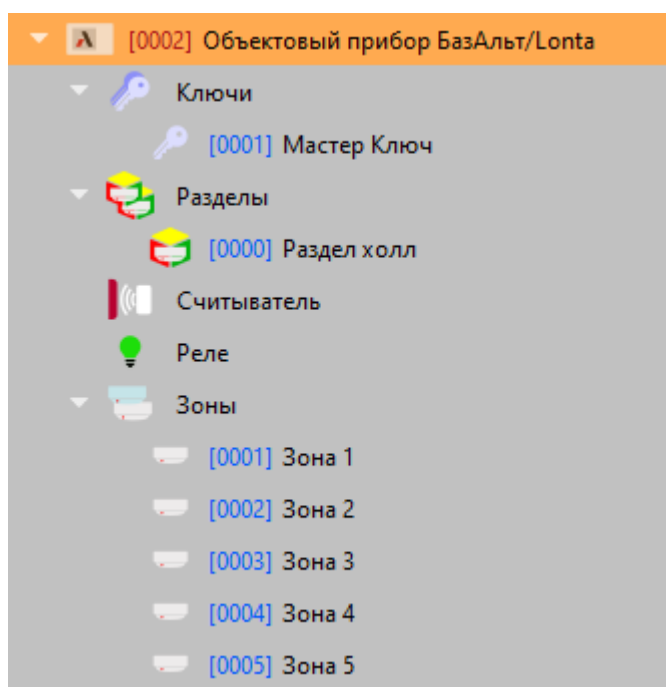 [0002] Объектовый прибор БазАльт/Lonta
Ключи
[0001] Мастер Ключ
Разделы
[0000] Раздел холл
Считыватель
Реле
Зоны
[0001] Зона 1
[0002] Зона 2
[0003] Зона 3
[0004] Зона 4
[0005] Зона 5